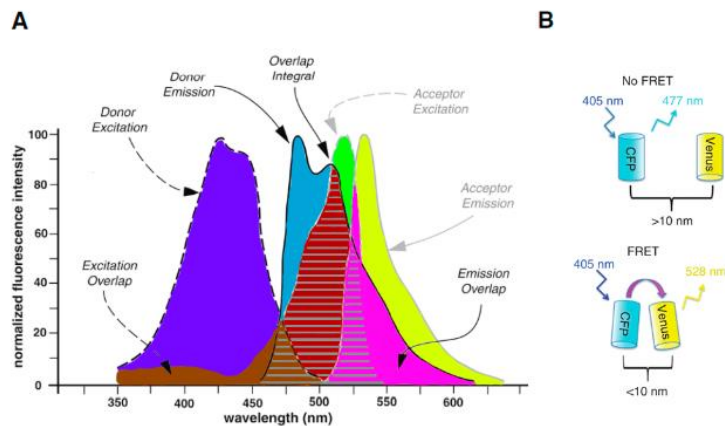 A
Donor
Emission
Overlap
Integral
Donor
Excitation
Acceptor
Excitation
Acceptor
Emission
Excitation
Overlap
Emission
Overlap
normalized fluorescence intensity
100
80
60
40
20
0
350
400
450
500
550
600
wavelength (nm)
B
No FRET
405 nm
477 nm
CFP
Venus
>10 nm
FRET
405 nm
528 nm
CFP
Venus
<10 nm